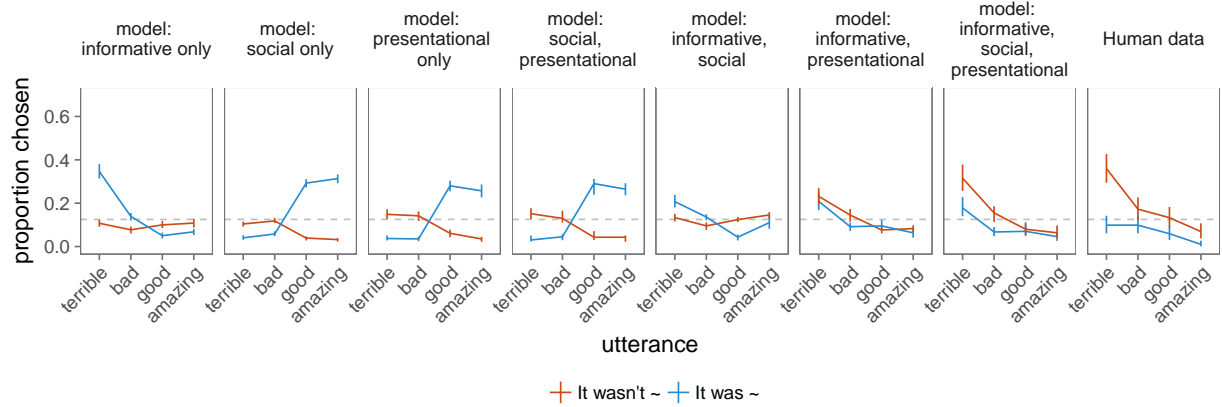 model:
informative only
model:
social only
model:
presentational
only
model:
social,
presentational
model:
informative,
social
model:
informative,
presentational
model:
informative,
social,
presentational
Human data
proportion chosen
0.6
0.4
0.2
0.0
terrible bad good amazing
terrible bad good amazing
terrible bad good amazing
terrible bad good amazing
terrible bad good amazing
terrible bad good amazing
terrible bad good amazing
terrible bad good amazing
utterance
It wasn't ~ It was ~